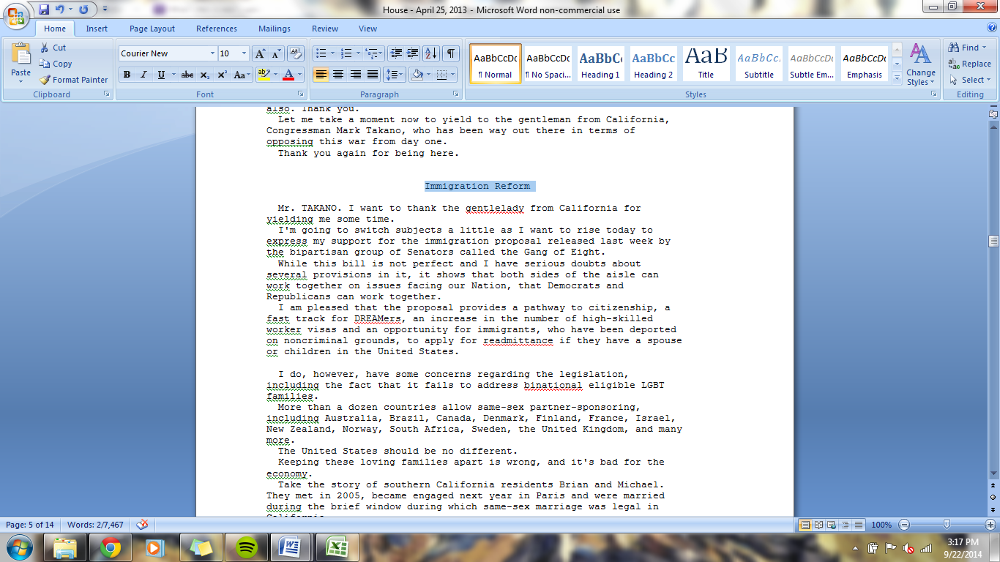 House - April 25, 2013 - Microsoft Word non-commercial use
Home Insert Page Layout References Mailings Review View
Paste
Cut
Copy
Format Painter
Clipboard
Courier New 10
Font
Paragraph
AaBbCcDc AaBbCcDc AaBbC AaBbCc AaB AaBbCc. AaBbCcDc AaBbCcDc
¶ Normal ¶ No Spaci... Heading 1 Heading 2 Title Subtitle Subtle Em... Emphasis
Change Styles
Styles
Find
Replace
Select
Editing
also. Thank you.
Let me take a moment now to yield to the gentleman from California,
Congressman Mark Takano, who has been way out there in terms of
opposing this war from day one.
Thank you again for being here.
Immigration Reform
Mr. TAKANO. I want to thank the gentlelady from California for
yielding me some time.
I'm going to switch subjects a little as I want to rise today to
express my support for the immigration proposal released last week by
the bipartisan group of Senators called the Gang of Eight.
While this bill is not perfect and I have serious doubts about
several provisions in it, it shows that both sides of the aisle can
work together on issues facing our Nation, that Democrats and
Republicans can work together.
I am pleased that the proposal provides a pathway to citizenship, a
fast track for DREAMers, an increase in the number of high-skilled
worker visas and an opportunity for immigrants, who have been deported
on noncriminal grounds, to apply for readmittance if they have a spouse
or children in the United States.
I do, however, have some concerns regarding the legislation,
including the fact that it fails to address binational eligible LGBT
families.
More than a dozen countries allow same-sex partner-sponsoring,
including Australia, Brazil, Canada, Denmark, Finland, France, Israel,
New Zealand, Norway, South Africa, Sweden, the United Kingdom, and many
more.
The United States should be no different.
Keeping these loving families apart is wrong, and it's bad for the
economy.
Take the story of southern California residents Brian and Michael.
They met in 2005, became engaged next year in Paris and were married
during the brief window during which same-sex marriage was legal in
California.
Page: 5 of 14 Words: 2/7,467 100%
3:17 PM
9/22/2014